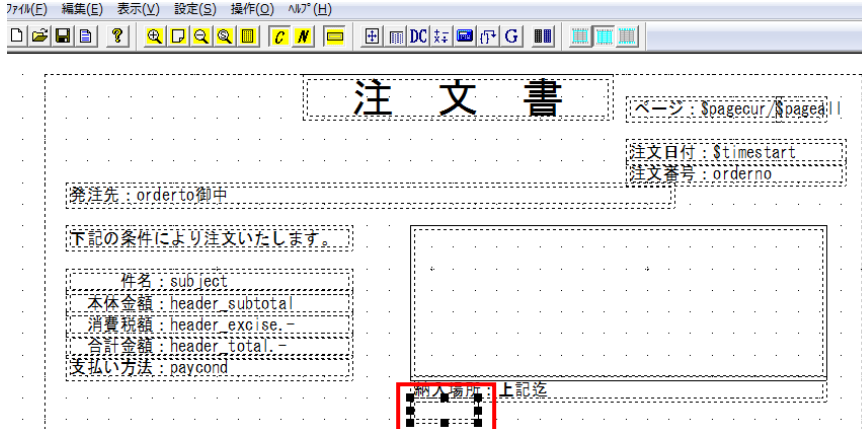 ファイル(F) 編集(E) 表示(V) 設定(S) 操作(O) ヘルプ(H)
C N DC G
注 文 書
ページ：$pagecur/$pageall
注文日付：$timestart
注文番号：orderno
発注先：orderto御中
下記の条件により注文いたします。
件名：subject
本体金額：header_subtotal
消費税額：header_excise.-
合計金額：header_total.-
支払い方法：paycond
納入場所：上記迄